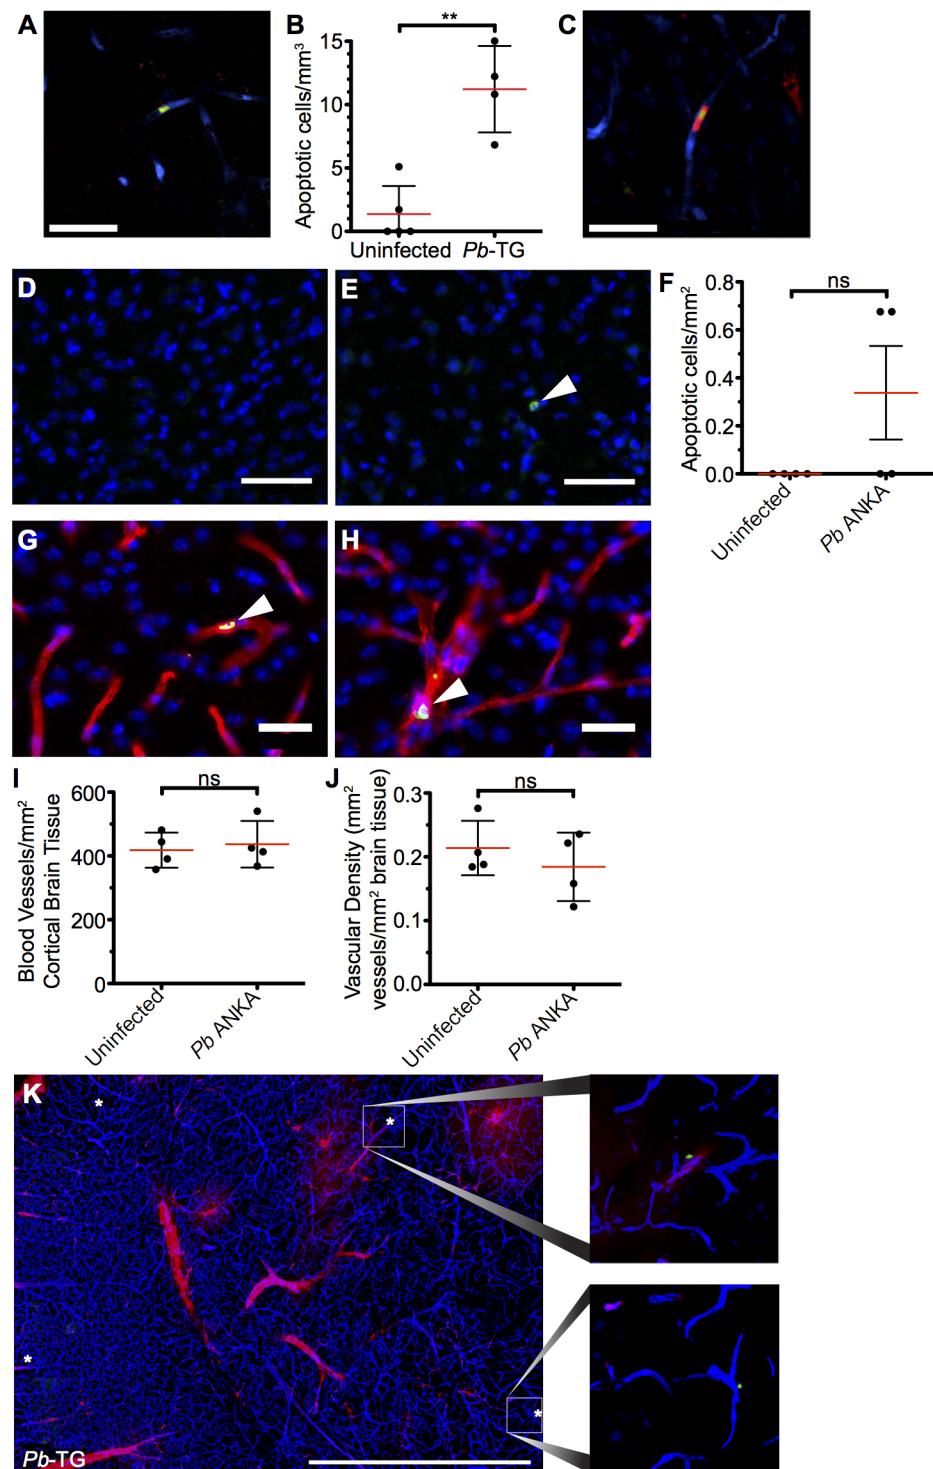 A
B
**
C
Apoptotic cells/mm³
15
10
5
0
Uninfected
Pb-TG
D
E
F
ns
Apoptotic cells/mm²
0.8
0.6
0.4
0.2
0.0
Uninfected
Pb ANKA
G
H
I
ns
Blood Vessels/mm²
Cortical Brain Tissue
600
400
200
0
Uninfected
Pb ANKA
J
ns
Vascular Density (mm²
vessels/mm² brain tissue)
0.3
0.2
0.1
0.0
Uninfected
Pb ANKA
K
*
*
*
*
Pb-TG